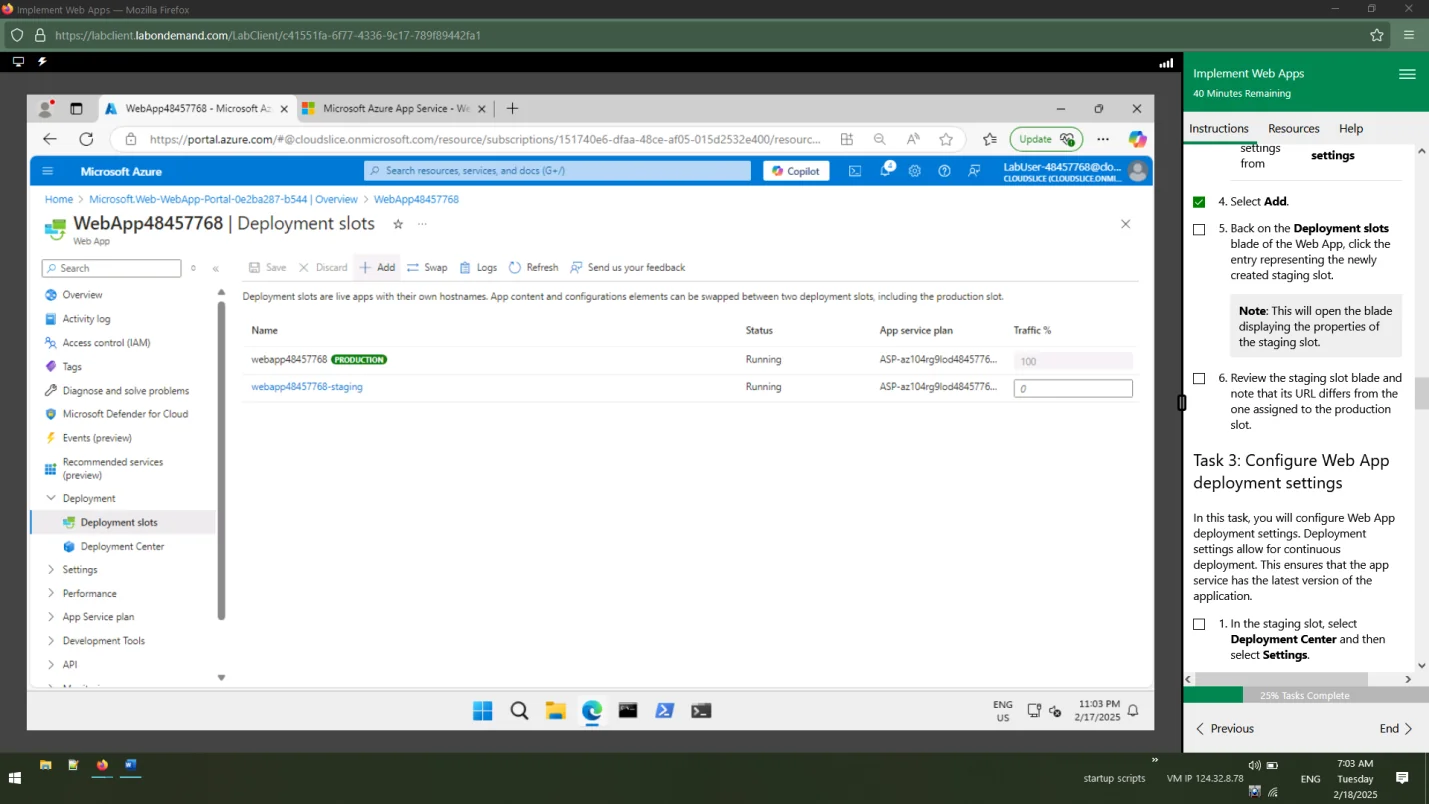 Implement Web Apps — Mozilla Firefox
https://labclient.labondemand.com/LabClient/c41551fa-6f77-4336-9c17-789f89442fa1
WebApp48457768 - Microsoft Az
Microsoft Azure App Service - We
https://portal.azure.com/#@cloudslice.onmicrosoft.com/resource/subscriptions/151740e6-dfaa-48ce-af05-015d2532e400/resourc...
Update
Microsoft Azure
Search resources, services, and docs (G+/)
Copilot
4
LabUser-48457768@clo...
CLOUDSLICE (CLOUDSLICE.ONMI...
Home > Microsoft.Web-WebApp-Portal-0e2ba287-b544 | Overview > WebApp48457768
WebApp48457768 | Deployment slots
Web App
Search
Save
Discard
Add
Swap
Logs
Refresh
Send us your feedback
Deployment slots are live apps with their own hostnames. App content and configurations elements can be swapped between two deployment slots, including the production slot.
Name Status App service plan Traffic %
webapp48457768 PRODUCTION Running ASP-az104rg9lod4845776... 100
webapp48457768-staging Running ASP-az104rg9lod4845776... 0
Overview
Activity log
Access control (IAM)
Tags
Diagnose and solve problems
Microsoft Defender for Cloud
Events (preview)
Recommended services
(preview)
Deployment
Deployment slots
Deployment Center
Settings
Performance
App Service plan
Development Tools
API
ENG
US
11:03 PM
2/17/2025
Implement Web Apps
40 Minutes Remaining
Instructions Resources Help
settings
from
settings
4. Select Add.
5. Back on the Deployment slots
blade of the Web App, click the
entry representing the newly
created staging slot.
Note: This will open the blade
displaying the properties of
the staging slot.
6. Review the staging slot blade and
note that its URL differs from the
one assigned to the production
slot.
Task 3: Configure Web App
deployment settings
In this task, you will configure Web App
deployment settings. Deployment
settings allow for continuous
deployment. This ensures that the app
service has the latest version of the
application.
1. In the staging slot, select
Deployment Center and then
select Settings.
25% Tasks Complete
Previous
End
startup scripts
VM IP 124.32.8.78
ENG
7:03 AM
Tuesday
2/18/2025